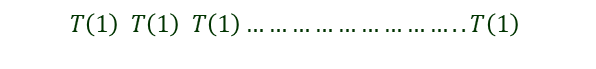 T(1) T(1) T(1) … … … … … … … … … . . T(1)